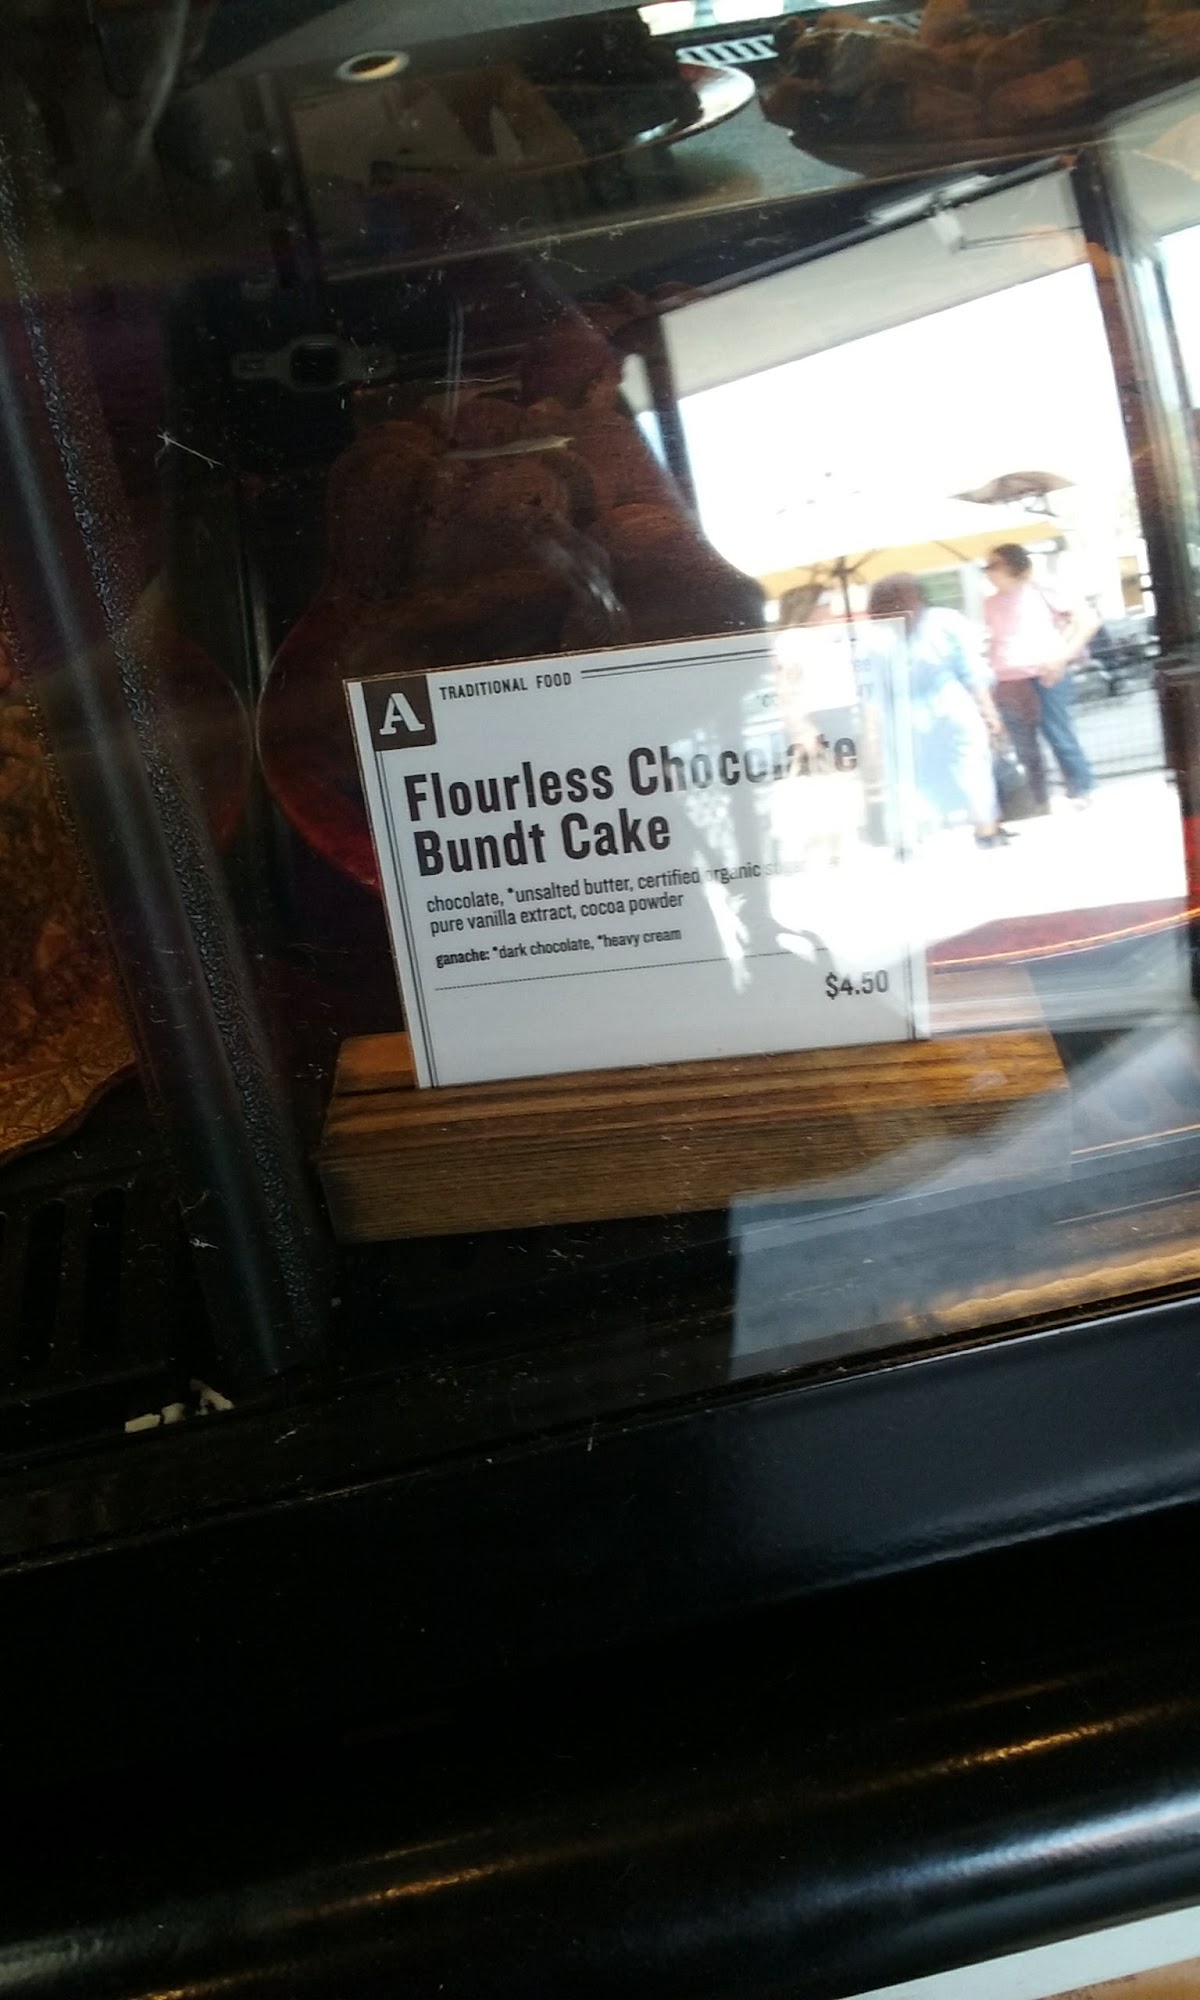 A
TRADITIONAL FOOD
Flourless Chocolate
Bundt Cake
chocolate, *unsalted butter, certified organic
pure vanilla extract, cocoa powder
ganache: *dark chocolate, *heavy cream
$4.50